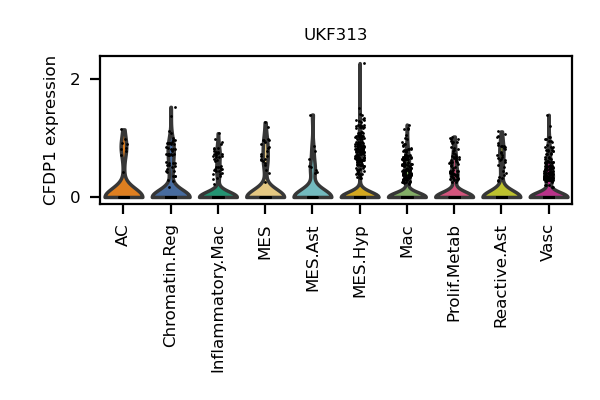 UKF313
CFDP1 expression
2
0
AC
Chromatin.Reg
Inflammatory.Mac
MES
MES.Ast
MES.Hyp
Mac
Prolif.Metab
Reactive.Ast
Vasc